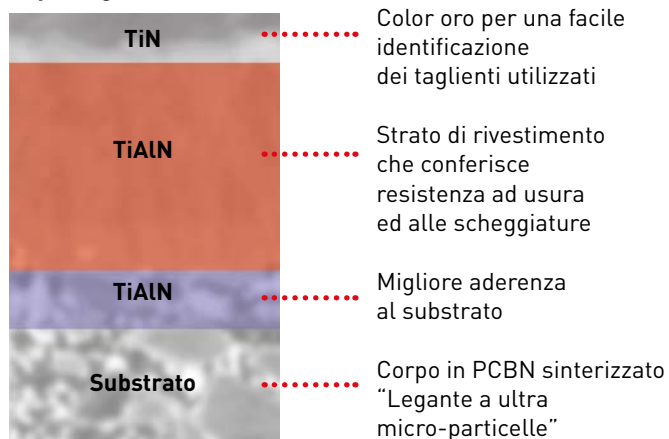 TiN
Color oro per una facile
identificazione
dei taglienti utilizzati
TiAlN
Strato di rivestimento
che conferisce
resistenza ad usura
ed alle scheggiature
TiAlN
Migliore aderenza
al substrato
Substrato
Corpo in PCBN sinterizzato
“Legante a ultra
micro-particelle”